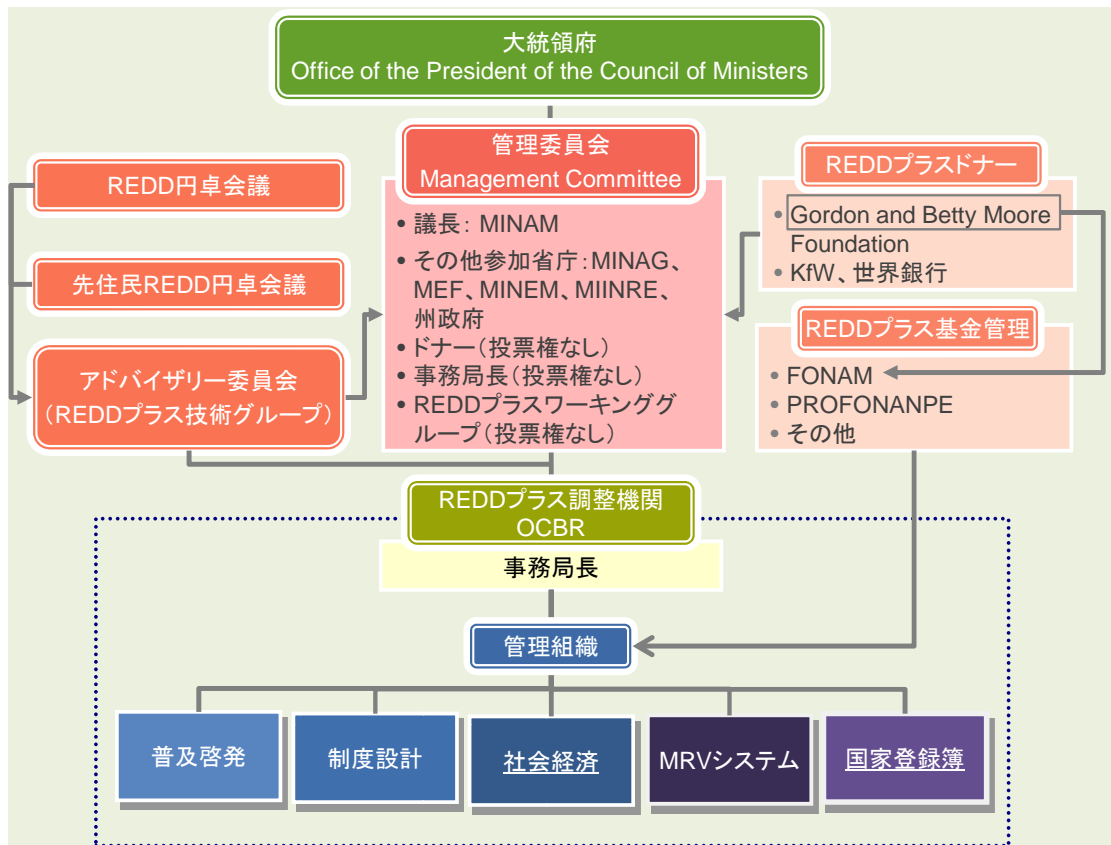 大統領府
Office of the President of the Council of Ministers
管理委員会
Management Committee
• 議長: MINAM
• その他参加省庁:MINAG、
MEF、MINEM、MIINRE、
州政府
• ドナー(投票権なし)
• 事務局長(投票権なし)
• REDDプラスワーキンググ
ループ(投票権なし)
REDD円卓会議
先住民REDD円卓会議
アドバイザリー委員会
(REDDプラス技術グループ)
REDDプラスドナー
• Gordon and Betty Moore
Foundation
• KfW、世界銀行
REDDプラス基金管理
• FONAM
• PROFONANPE
• その他
REDDプラス調整機関
OCBR
事務局長
管理組織
普及啓発
制度設計
社会経済
MRVシステム
国家登録簿